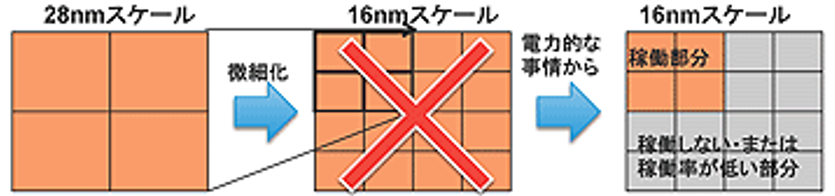 28nmスケール
16nmスケール
16nmスケール
微細化
電力的な
事情から
稼働部分
稼働しない・または
稼働率が低い部分